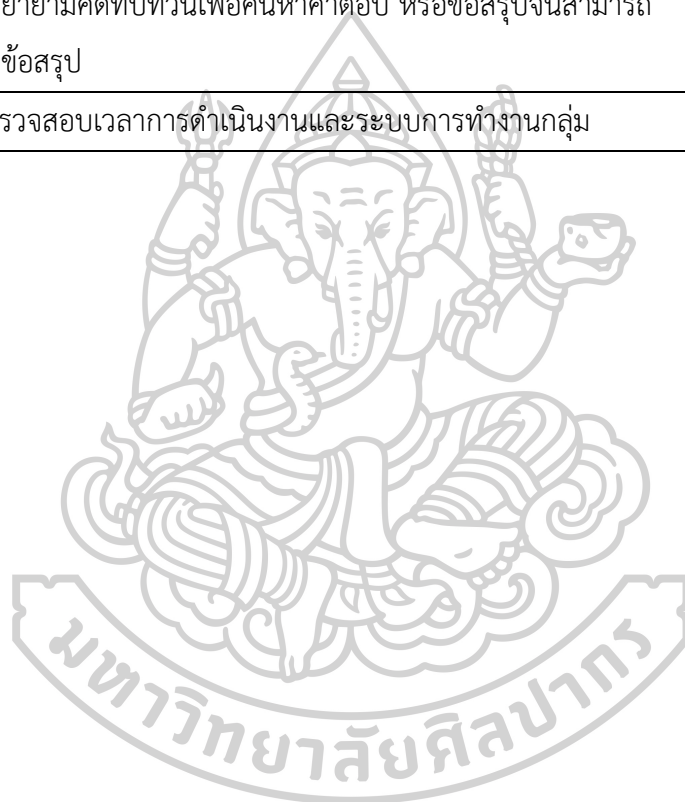 ยายามคิดทบทวนเพื่อค้นหาคำตอบ หรือข้อสรุปจนสามารถ
ข้อสรุป
รวจสอบเวลาการดำเนินงานและระบบการทำงานกลุ่ม
มหาวิทยาลัยศิลปากร